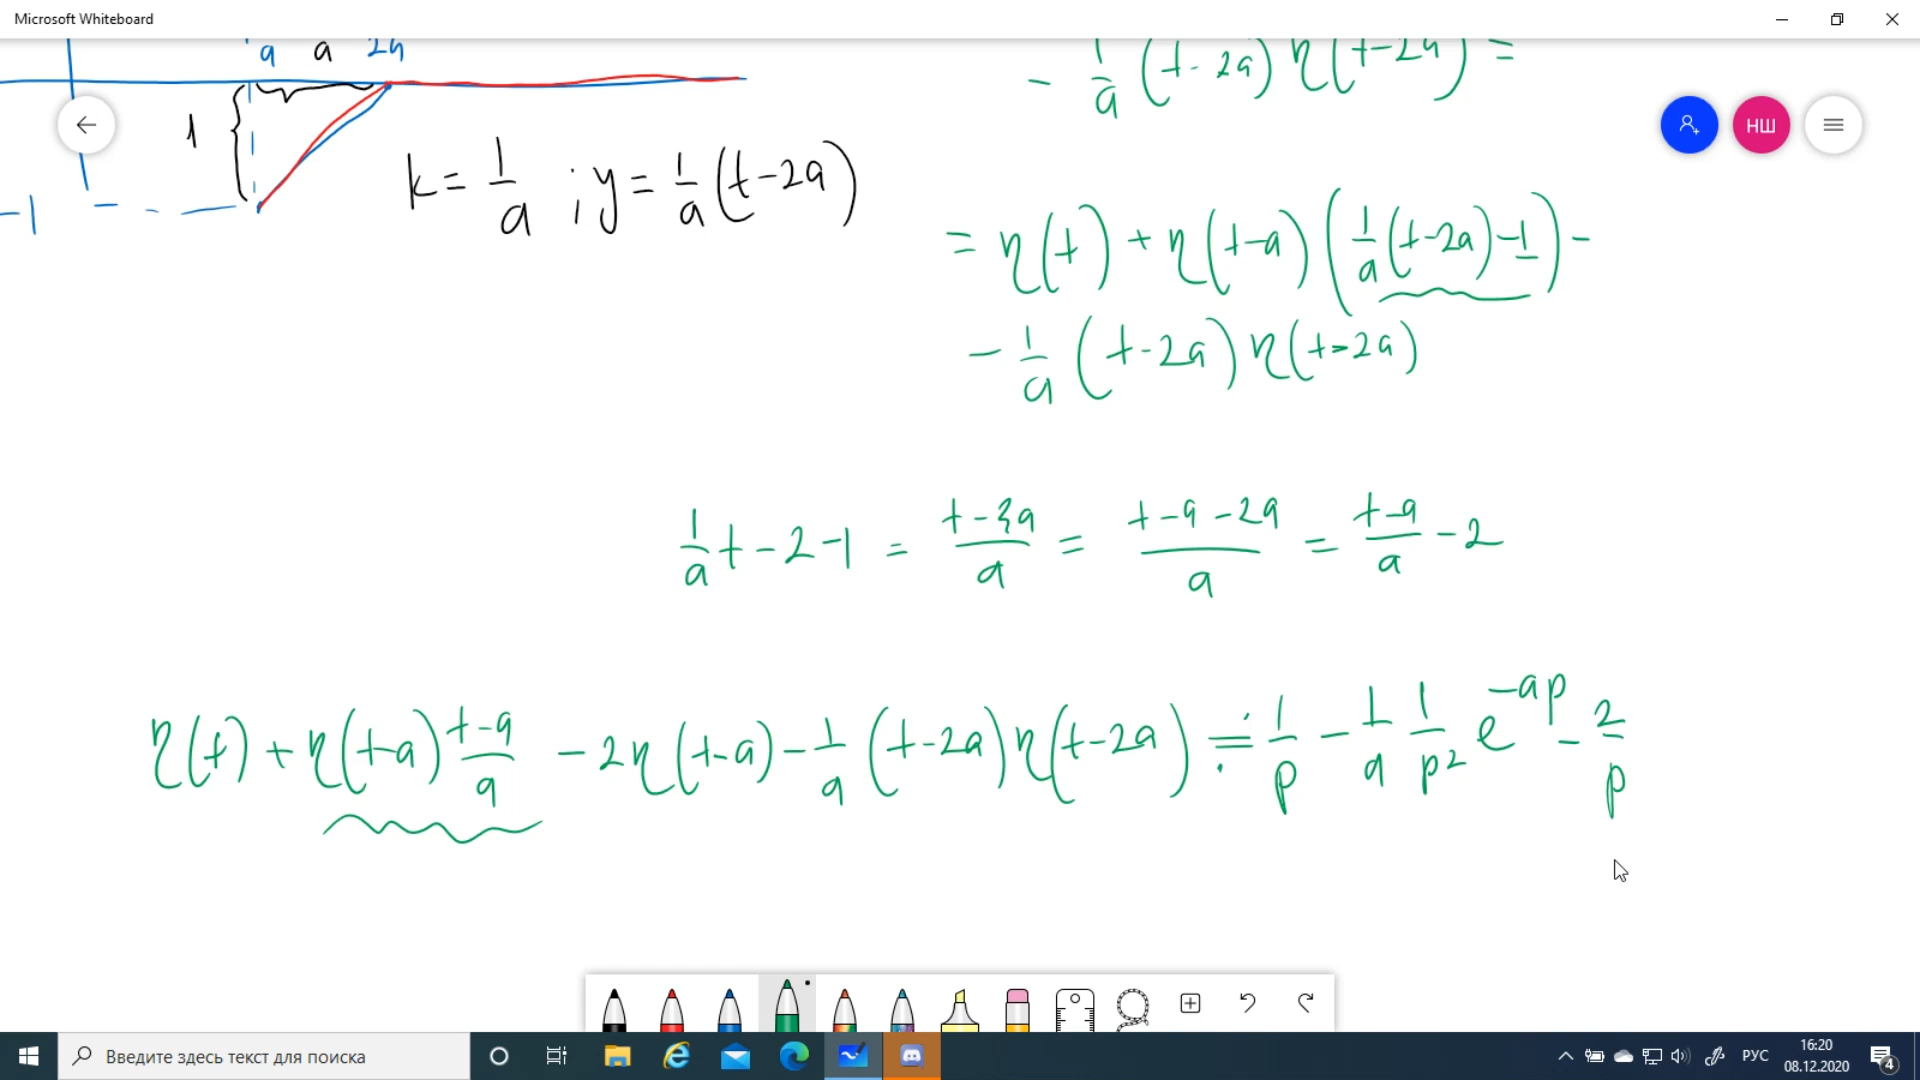 Microsoft Whiteboard
a a 2a
- 1/a (t-2a) η(t-2a) =
НШ
1
k = 1/a ; y = 1/a (t-2a)
-1
= η(t) + η(t-a) (1/a (t-2a) - 1) -
- 1/a (t-2a) η(t-2a)
1/a t - 2 - 1 = (t-3a)/a = (t-a-2a)/a = (t-a)/a - 2
η(t) + η(t-a) (t-a)/a - 2η(t-a) - 1/a (t-2a) η(t-2a) ≓ 1/p - 1/a 1/p² e^(-ap) - 2/p
Введите здесь текст для поиска
РУС
16:20
08.12.2020
4